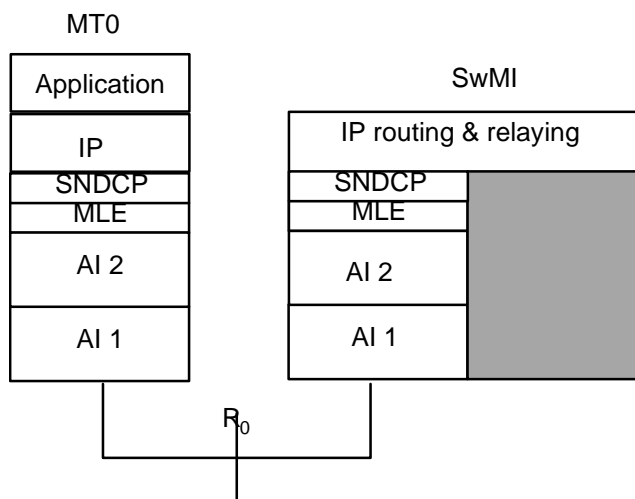 MT0
Application
IP
SNDCP
MLE
AI 2
AI 1
SwMI
IP routing & relaying
SNDCP
MLE
AI 2
AI 1
R₀